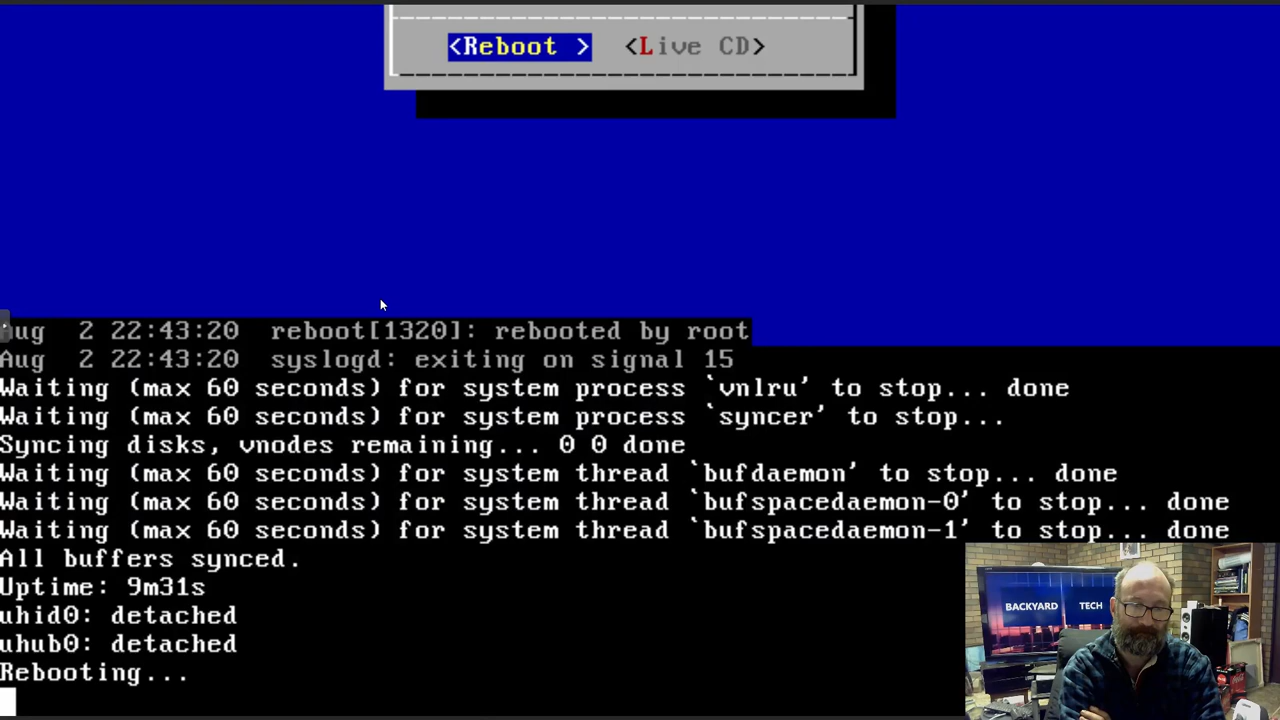 <Reboot > <Live CD>
Aug  2 22:43:20  reboot[1320]: rebooted by root
Aug  2 22:43:20  syslogd: exiting on signal 15
Waiting (max 60 seconds) for system process `vnlru' to stop... done
Waiting (max 60 seconds) for system process `syncer' to stop...
Syncing disks, vnodes remaining... 0 0 done
Waiting (max 60 seconds) for system thread `bufdaemon' to stop... done
Waiting (max 60 seconds) for system thread `bufspacedaemon-0' to stop... done
Waiting (max 60 seconds) for system thread `bufspacedaemon-1' to stop... done
All buffers synced.
Uptime: 9m31s
uhid0: detached
uhub0: detached
Rebooting...
BACKYARD TECH